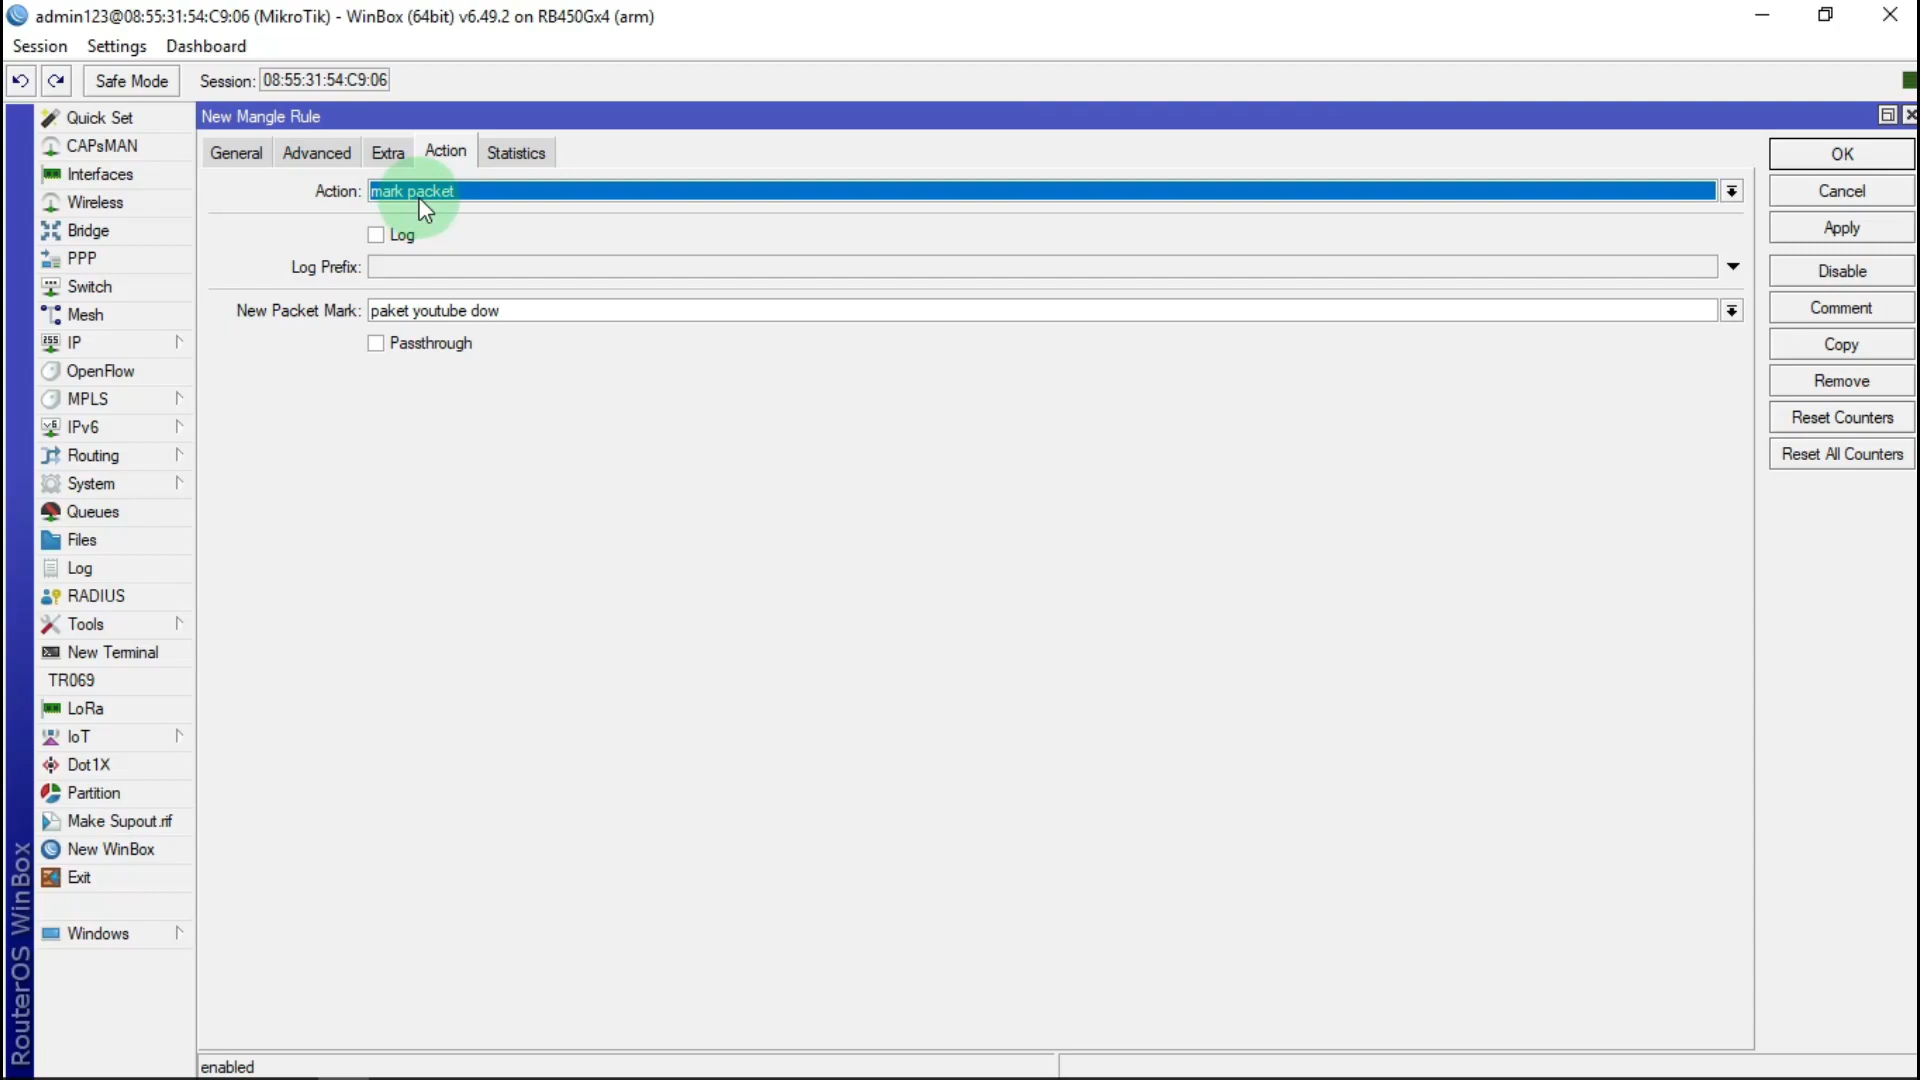 admin123@08:55:31:54:C9:06 (MikroTik) - WinBox (64bit) v6.49.2 on RB450Gx4 (arm)
Session Settings Dashboard
Safe Mode Session: 08:55:31:54:C9:06
New Mangle Rule
General Advanced Extra Action Statistics
Action: mark packet
Log
Log Prefix:
New Packet Mark: paket youtube dow
Passthrough
OK
Cancel
Apply
Disable
Comment
Copy
Remove
Reset Counters
Reset All Counters
Quick Set
CAPsMAN
Interfaces
Wireless
Bridge
PPP
Switch
Mesh
IP
OpenFlow
MPLS
IPv6
Routing
System
Queues
Files
Log
RADIUS
Tools
New Terminal
TR069
LoRa
IoT
Dot1X
Partition
Make Supout.rif
New WinBox
Exit
Windows
RouterOS WinBox
enabled